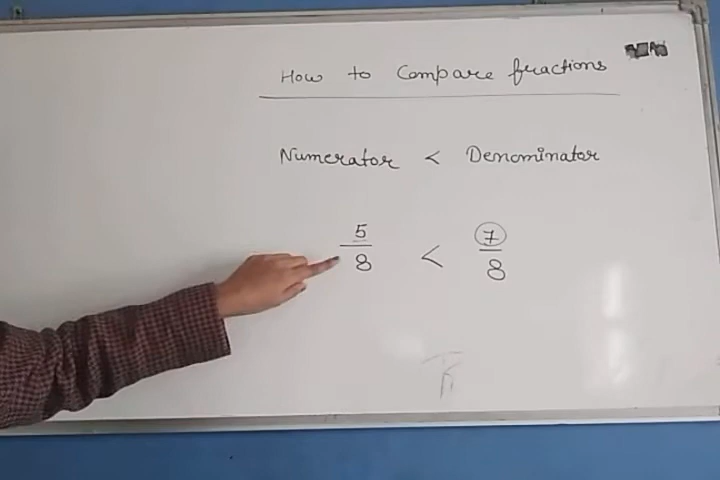 How to Compare fractions
Numerator < Denominator
5/8 < 7/8